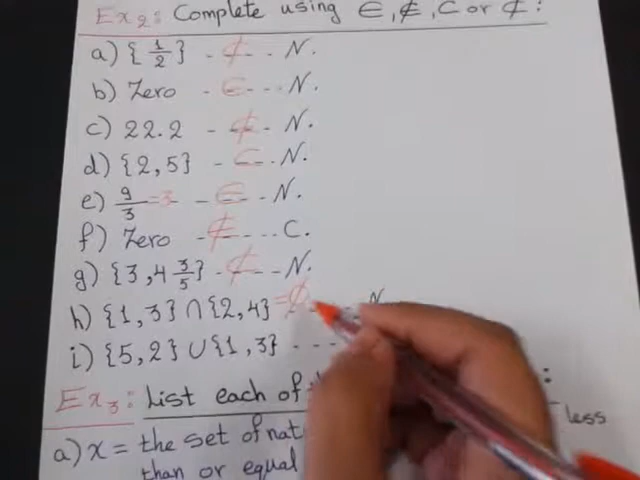 Ex2: Complete using ∈, ∉, ⊂ or ⊄ :
a) {1/2} - ⊄ - - N.
b) Zero - ∈ - - - N.
c) 22.2 - ∉ - N.
d) {2,5} - ⊂ - - N.
e) 9/3 = 3 - - ∈ - - N.
f) Zero - ∉ - - - C.
g) {3,4 3/5} - ⊄ - - N.
h) {1,3} ∩ {2,4} = ∅ N
i) {5,2} ∪ {1,3} - - - -
Ex3: List each of :
a) x = the set of nat less
than or equal